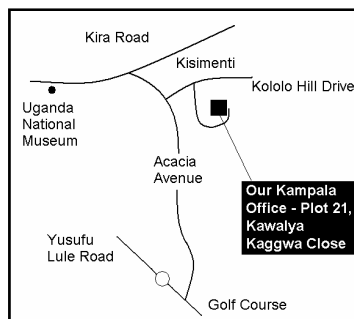 Kira Road
Kisimenti
Kololo Hill Drive
Uganda
National
Museum
Acacia
Avenue
Our Kampala
Office - Plot 21,
Kawalya
Kaggwa Close
Yusufu
Lule Road
Golf Course